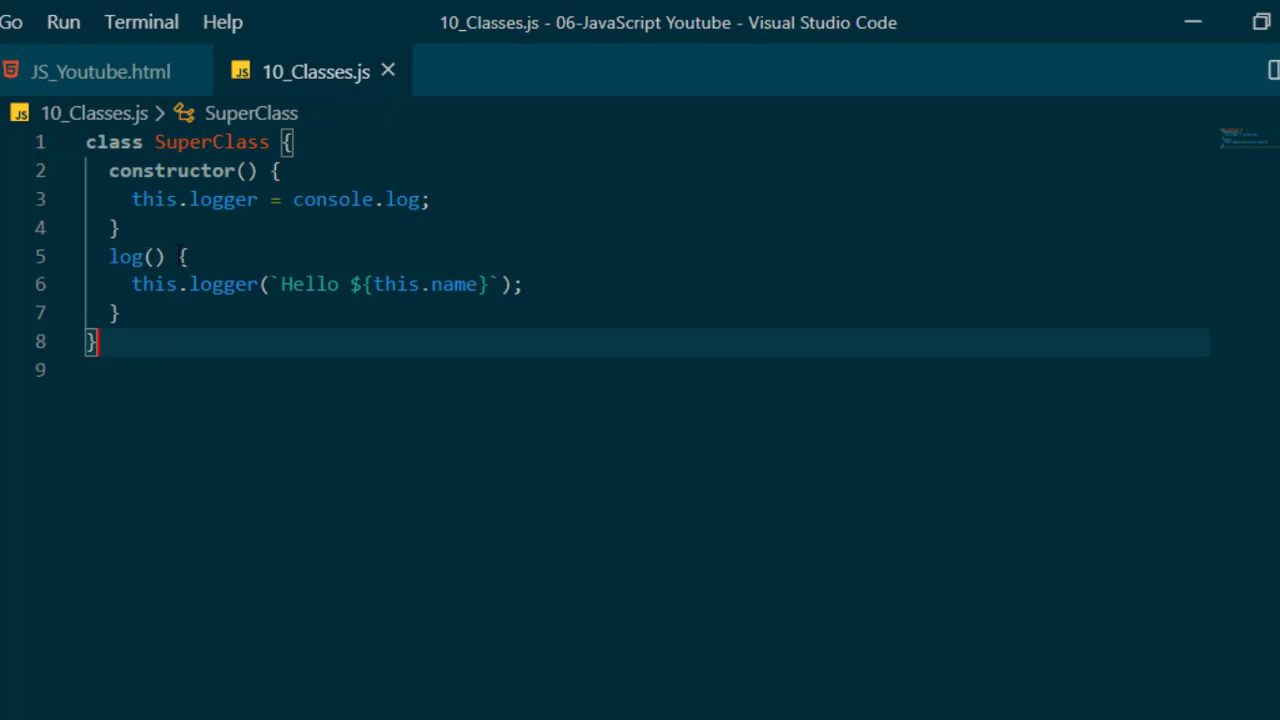 Go Run Terminal Help 10_Classes.js - 06-JavaScript Youtube - Visual Studio Code
JS_Youtube.html JS 10_Classes.js
JS 10_Classes.js > SuperClass
1 class SuperClass {
2 constructor() {
3 this.logger = console.log;
4 }
5 log() {
6 this.logger(`Hello ${this.name}`);
7 }
8 }
9